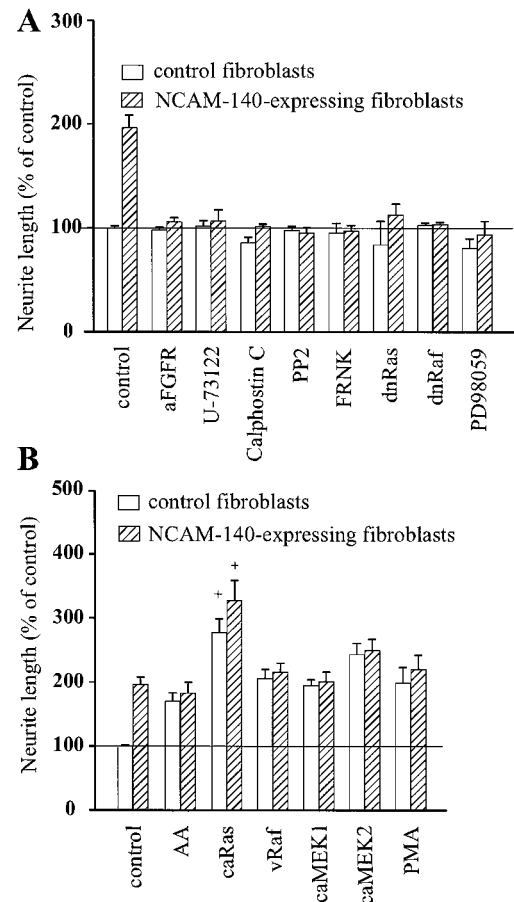 A
Neurite length (% of control)
300
200
100
0
control fibroblasts
NCAM-140-expressing fibroblasts
control
aFGFR
U-73122
Calphostin C
PP2
FRNK
dnRas
dnRaf
PD98059
B
Neurite length (% of control)
500
400
300
200
100
0
control fibroblasts
NCAM-140-expressing fibroblasts
+
+
control
AA
caRas
vRaf
caMEK1
caMEK2
PMA